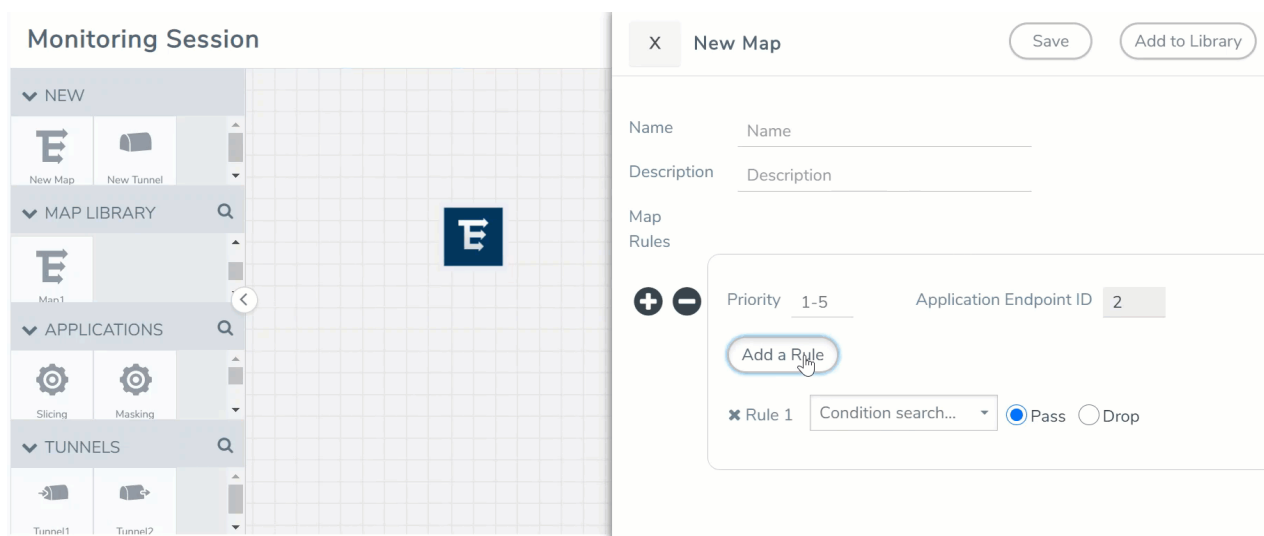 Monitoring Session
NEW
New Map New Tunnel
MAP LIBRARY
Map1
APPLICATIONS
Slicing Masking
TUNNELS
Tunnel1 Tunnel2
X New Map Save Add to Library
Name Name
Description Description
Map
Rules
Priority 1-5 Application Endpoint ID 2
Add a Rule
Rule 1 Condition search... Pass Drop